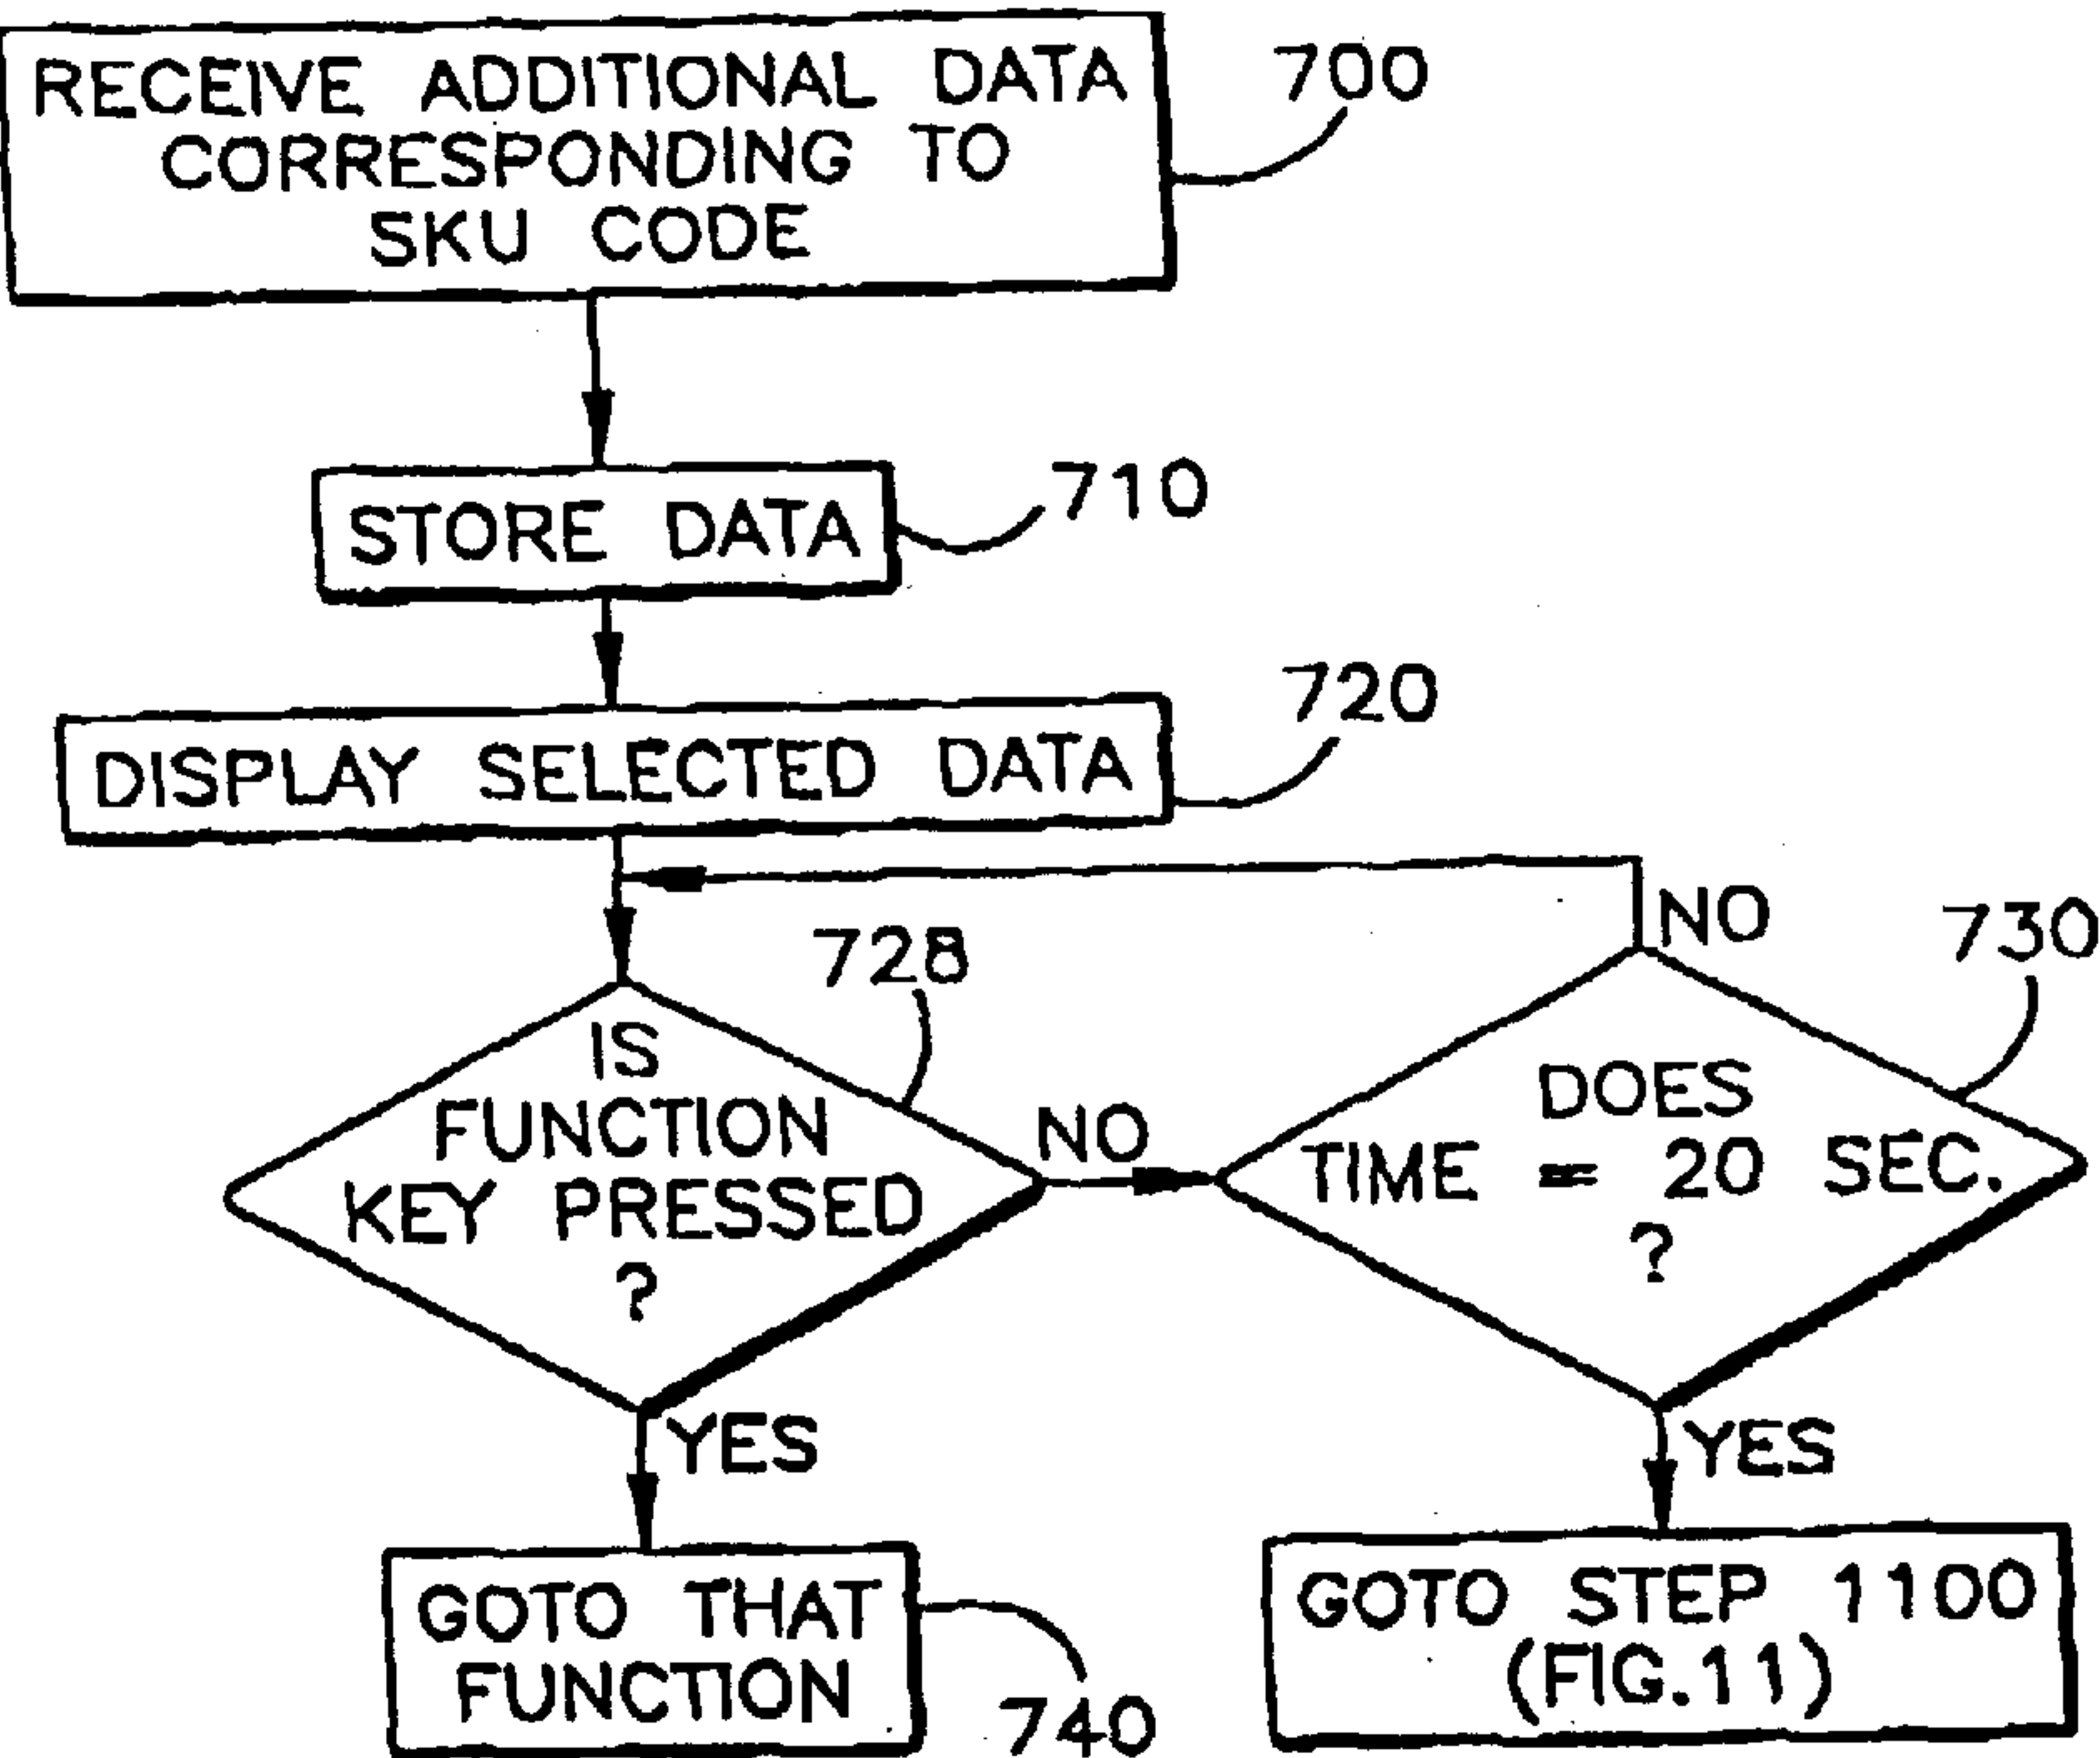 RECEIVE ADDITIONAL DATA
CORRESPONDING TO
SKU CODE
700
STORE DATA
710
DISPLAY SELECTED DATA
720
IS
FUNCTION
KEY PRESSED
?
728
NO
DOES
TIME = 20 SEC.
?
730
NO
YES
YES
GOTO THAT
FUNCTION
740
GOTO STEP 1100
(FIG.11)